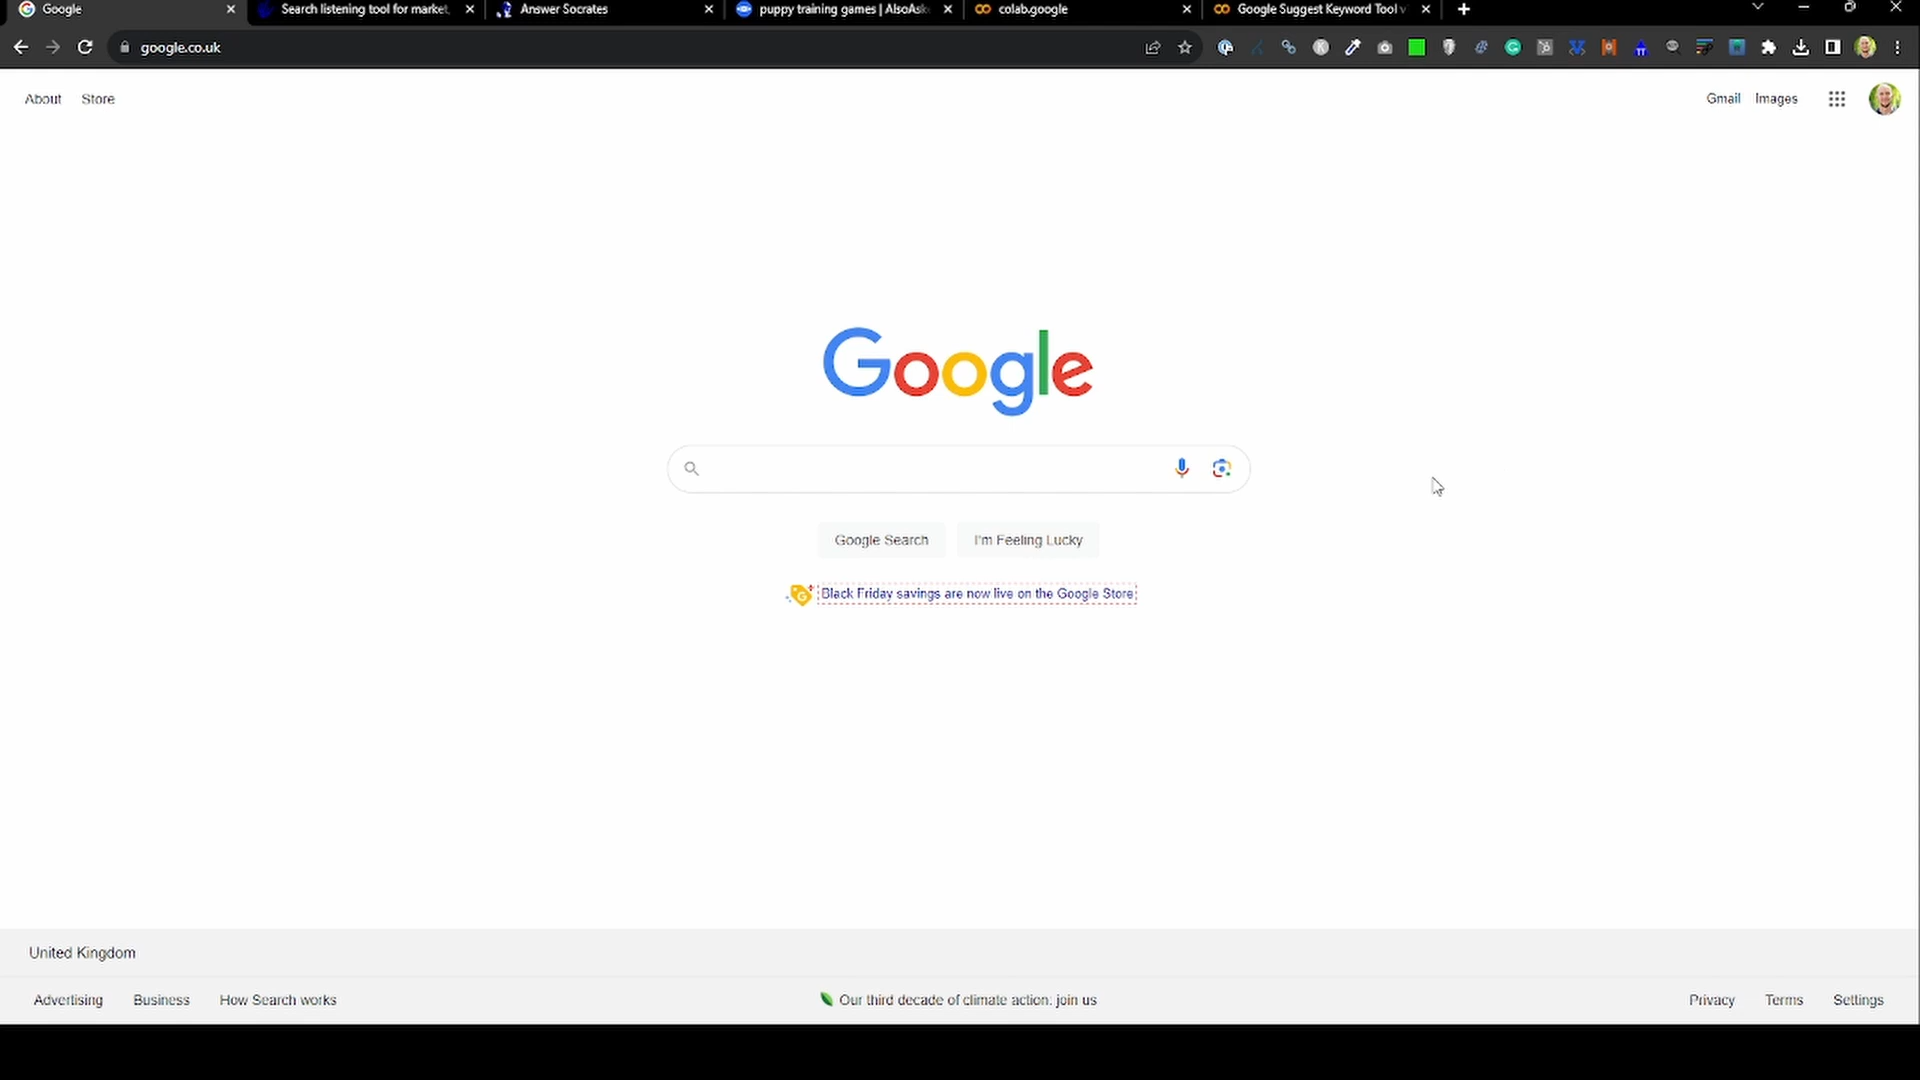 Google
Search listening tool for market,
Answer Socrates
puppy training games | AlsoAsk
colab.google
Google Suggest Keyword Tool v
google.co.uk
About Store
Gmail Images
Google
Google Search
I'm Feeling Lucky
Black Friday savings are now live on the Google Store
United Kingdom
Advertising Business How Search works
Our third decade of climate action: join us
Privacy Terms Settings